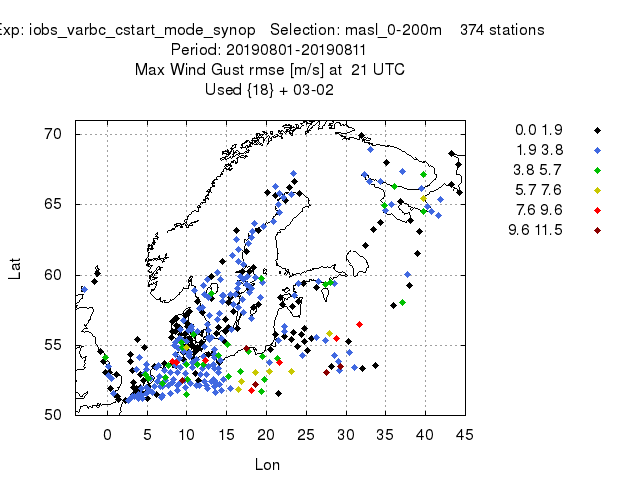 Exp: iobs_varbc_cstart_mode_synop Selection: masl_0-200m 374 stations
Period: 20190801-20190811
Max Wind Gust rmse [m/s] at 21 UTC
Used {18} + 03-02
0.0 1.9
1.9 3.8
3.8 5.7
5.7 7.6
7.6 9.6
9.6 11.5
Lat
70
65
60
55
50
0 5 10 15 20 25 30 35 40 45
Lon